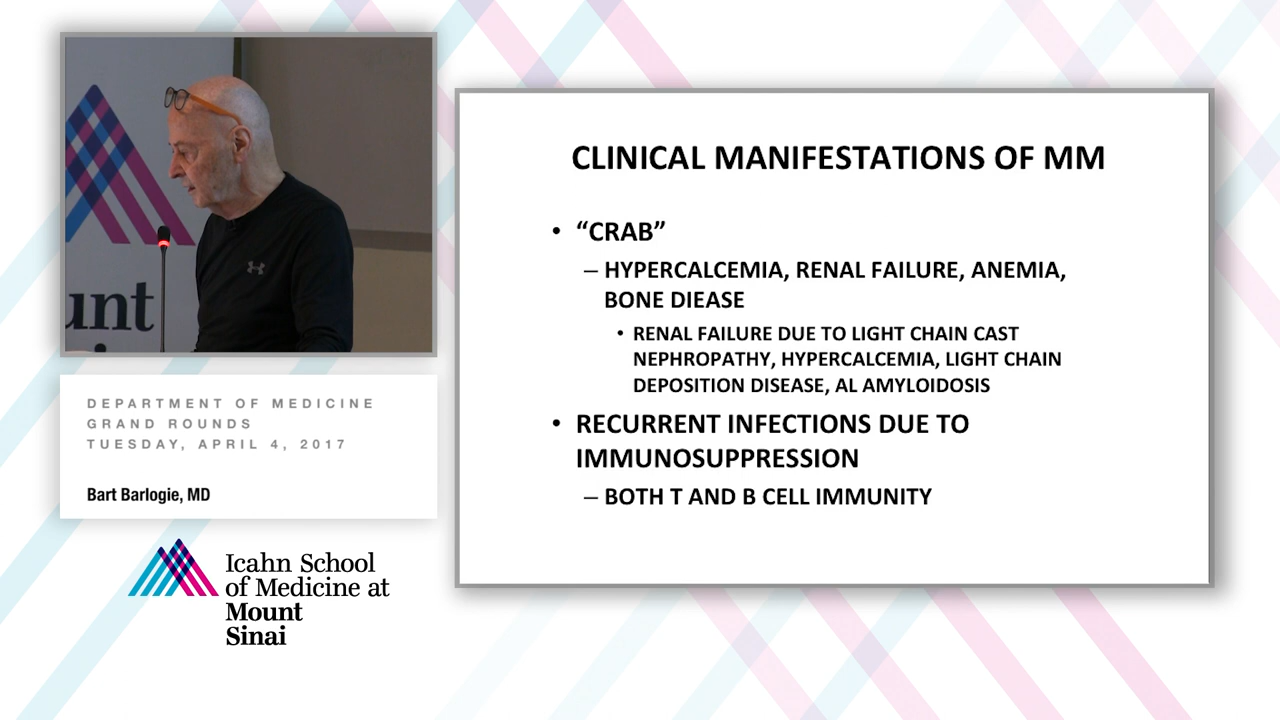 unt
DEPARTMENT OF MEDICINE
GRAND ROUNDS
TUESDAY, APRIL 4, 2017
Bart Barlogie, MD
Icahn School
of Medicine at
Mount
Sinai
CLINICAL MANIFESTATIONS OF MM
• “CRAB”
– HYPERCALCEMIA, RENAL FAILURE, ANEMIA,
BONE DIEASE
• RENAL FAILURE DUE TO LIGHT CHAIN CAST
NEPHROPATHY, HYPERCALCEMIA, LIGHT CHAIN
DEPOSITION DISEASE, AL AMYLOIDOSIS
• RECURRENT INFECTIONS DUE TO
IMMUNOSUPPRESSION
– BOTH T AND B CELL IMMUNITY